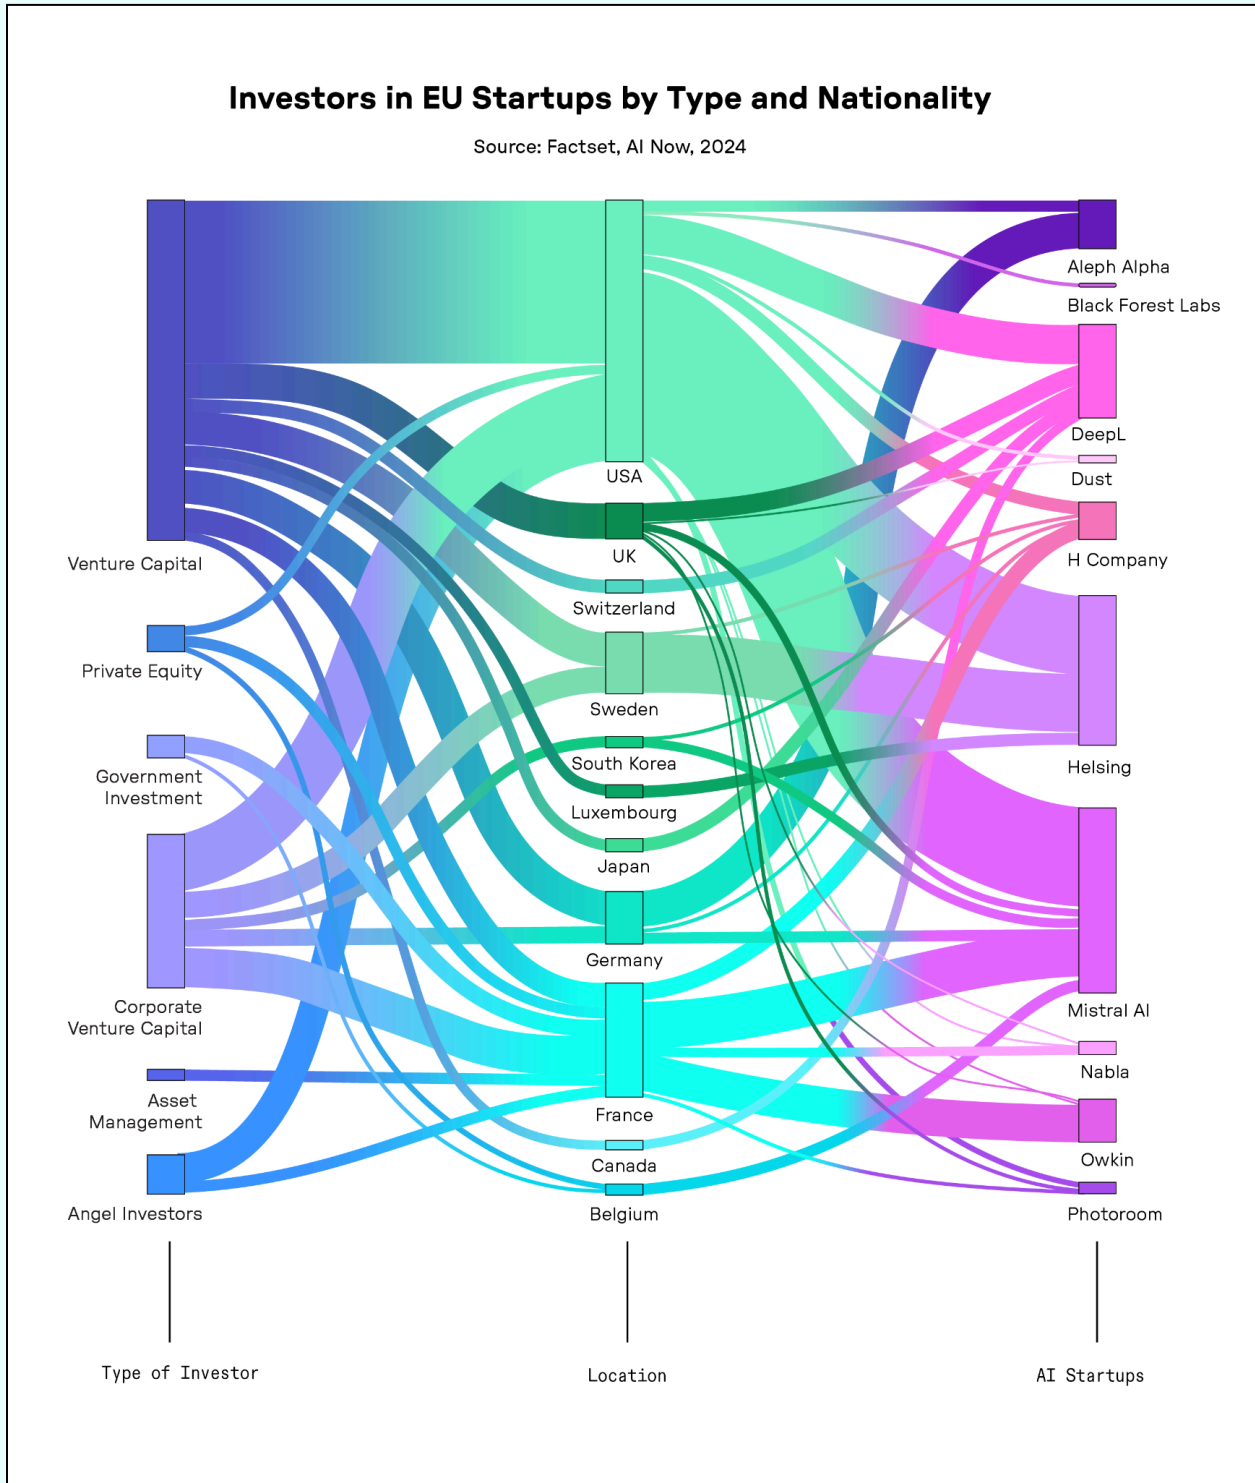 Investors in EU Startups by Type and Nationality
Source: Factset, AI Now, 2024
Venture Capital
Private Equity
Government
Investment
Corporate
Venture Capital
Asset
Management
Angel Investors
USA
UK
Switzerland
Sweden
South Korea
Luxembourg
Japan
Germany
France
Canada
Belgium
Aleph Alpha
Black Forest Labs
DeepL
Dust
H Company
Helsing
Mistral AI
Nabla
Owkin
Photoroom
Type of Investor
Location
AI Startups